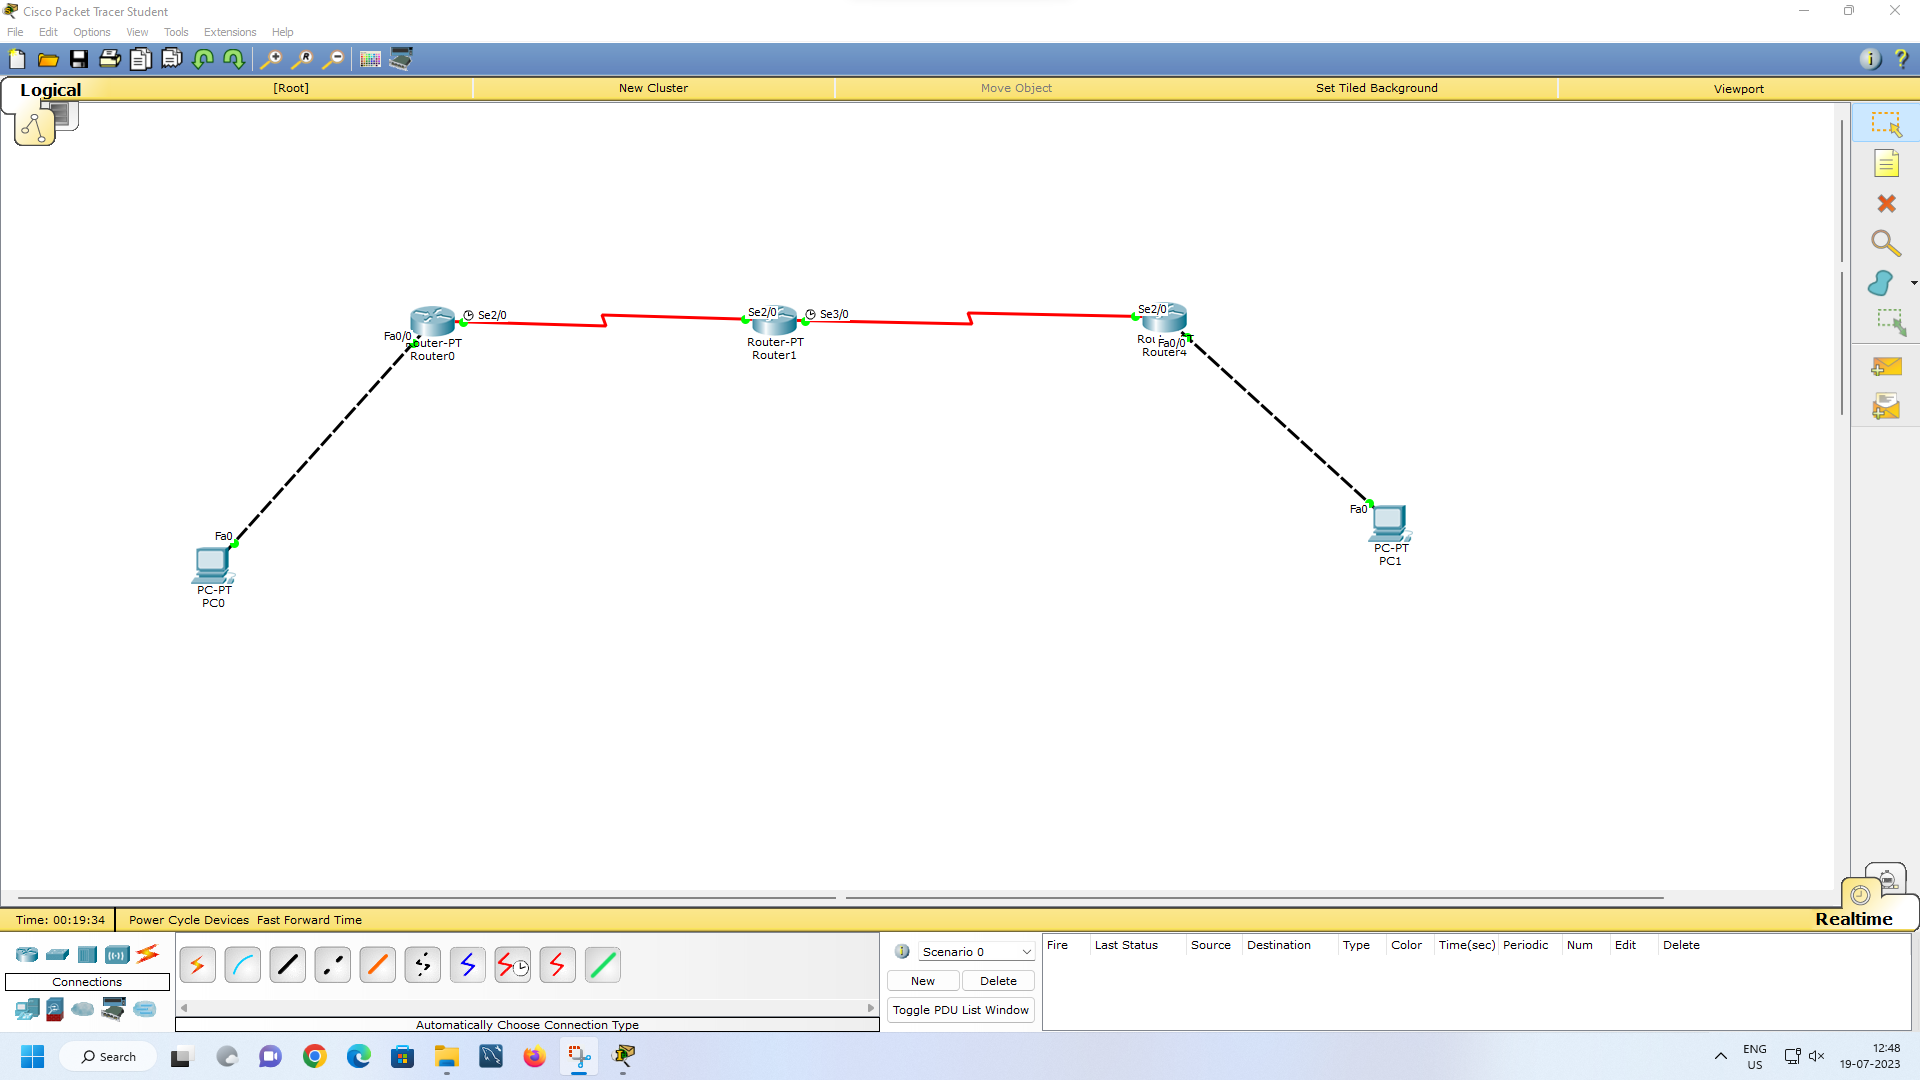 Cisco Packet Tracer Student
File Edit Options View Tools Extensions Help
Logical [Root] New Cluster Move Object Set Tiled Background Viewport
Se2/0 Se2/0 Se3/0 Se2/0
Fa0/0 Router-PT Router-PT Fa0/0
Router0 Router1 Router4
Fa0 Fa0
PC-PT
PC1
PC-PT
PC0
Time: 00:19:34 Power Cycle Devices Fast Forward Time Realtime
Connections
Automatically Choose Connection Type
Scenario 0
New Delete
Toggle PDU List Window
Fire Last Status Source Destination Type Color Time(sec) Periodic Num Edit Delete
Search
ENG
US
12:48
19-07-2023